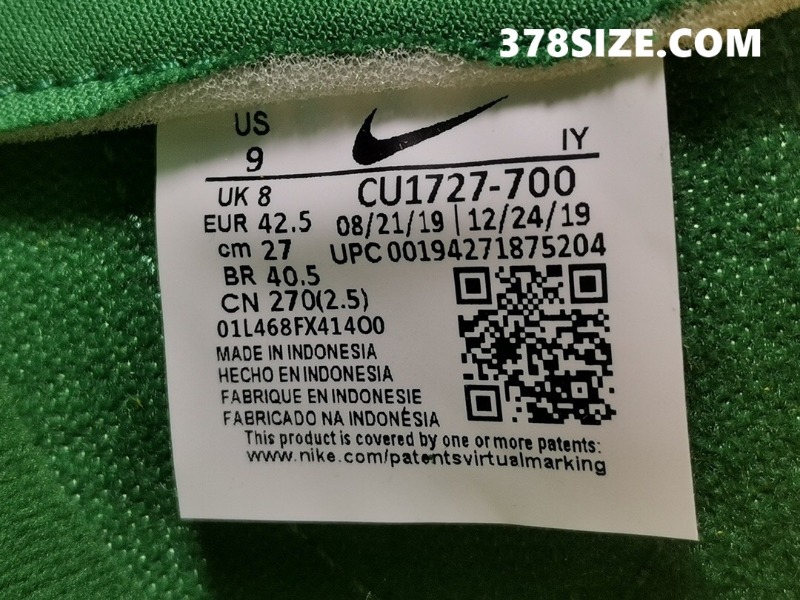 378SIZE.COM
US
9
IY
UK 8
CU1727-700
EUR 42.5
08/21/19 | 12/24/19
cm 27
UPC 00194271875204
BR 40.5
CN 270(2.5)
01L468FX414O0
MADE IN INDONESIA
HECHO EN INDONESIA
FABRIQUE EN INDONESIE
FABRICADO NA INDONÉSIA
This product is covered by one or more patents:
www.nike.com/patentsvirtualmarking